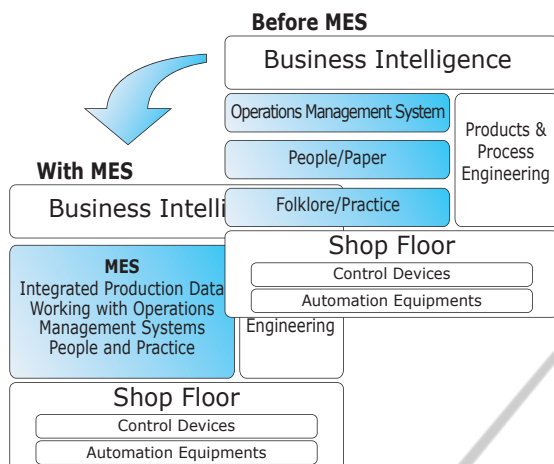 Before MES
Business Intelligence
Operations Management System
People/Paper
Folklore/Practice
Products &
Process
Engineering
Shop Floor
Control Devices
Automation Equipments
With MES
Business Intelli
MES
Integrated Production Data
Working with Operations
Management Systems
People and Practice
Engineering
Shop Floor
Control Devices
Automation Equipments